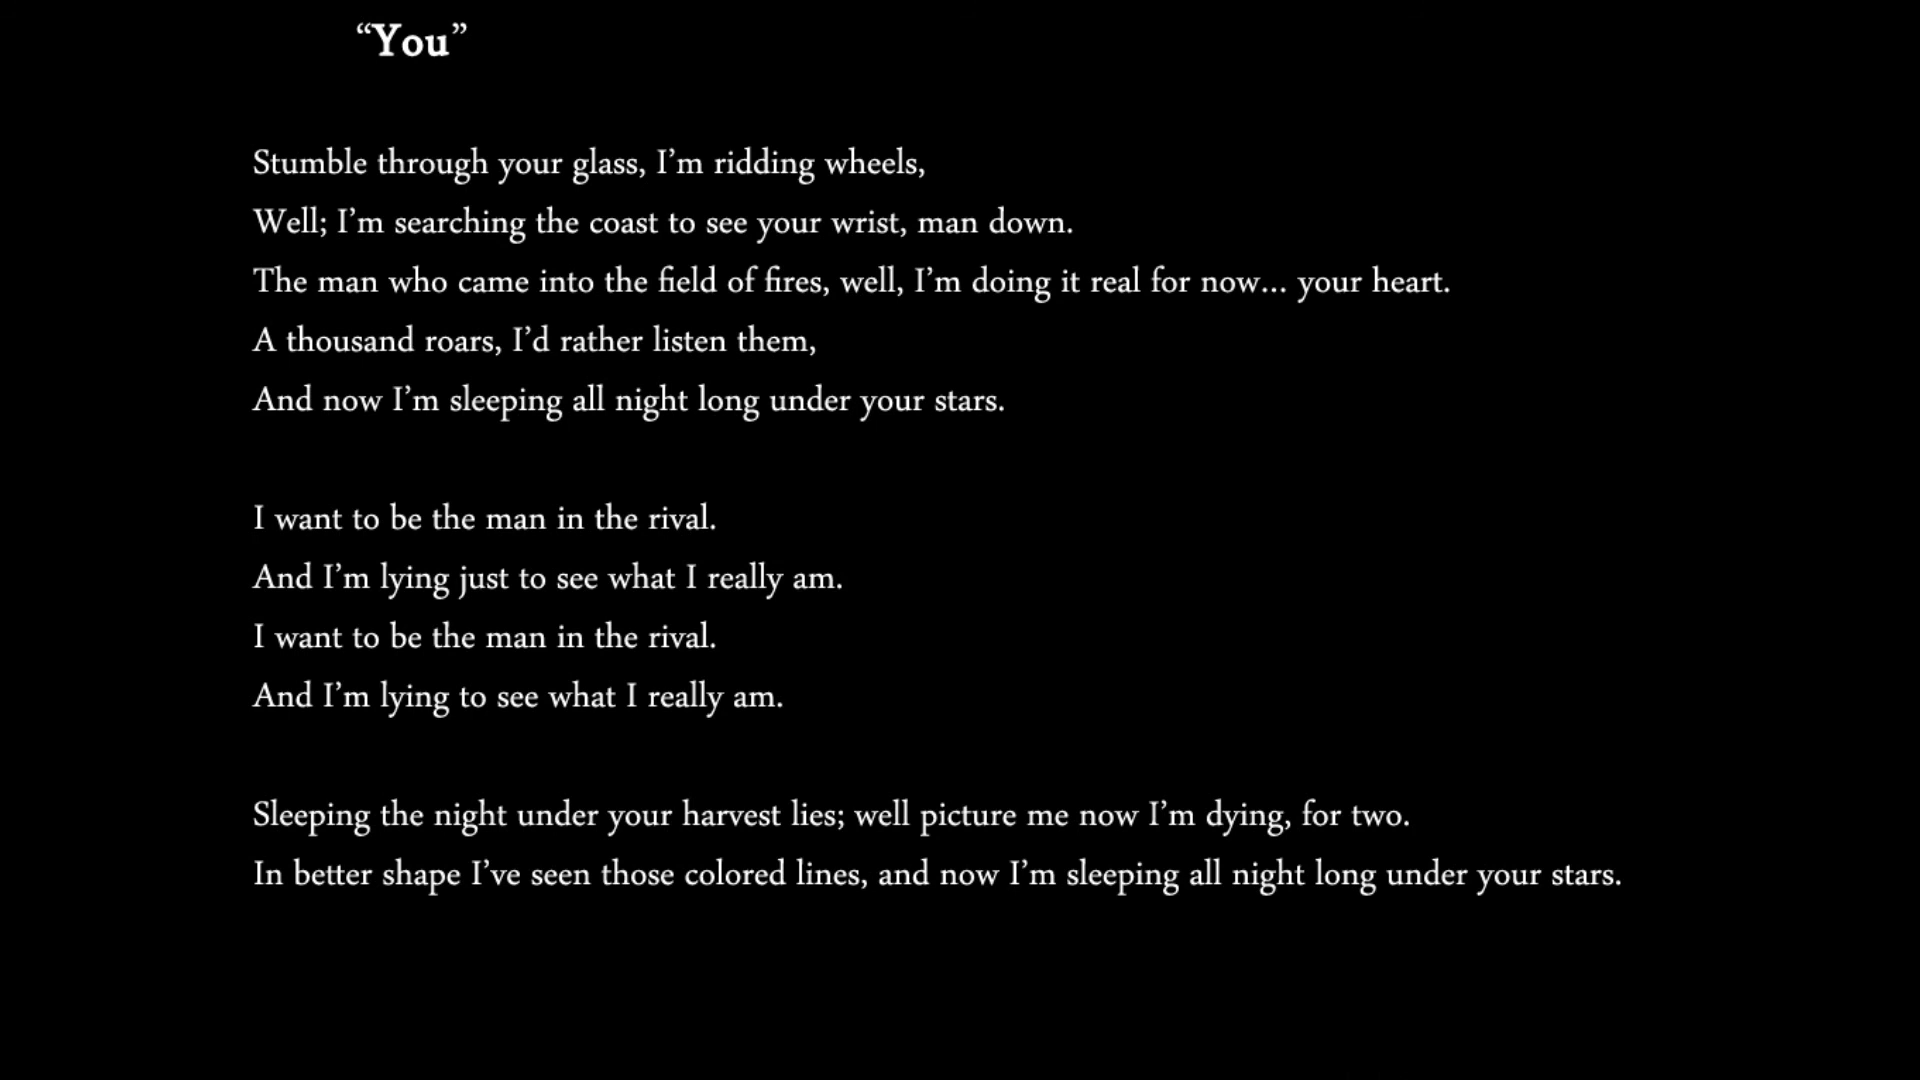 “You”
Stumble through your glass, I’m ridding wheels,
Well; I’m searching the coast to see your wrist, man down.
The man who came into the field of fires, well, I’m doing it real for now... your heart.
A thousand roars, I’d rather listen them,
And now I’m sleeping all night long under your stars.
I want to be the man in the rival.
And I’m lying just to see what I really am.
I want to be the man in the rival.
And I’m lying to see what I really am.
Sleeping the night under your harvest lies; well picture me now I’m dying, for two.
In better shape I’ve seen those colored lines, and now I’m sleeping all night long under your stars.